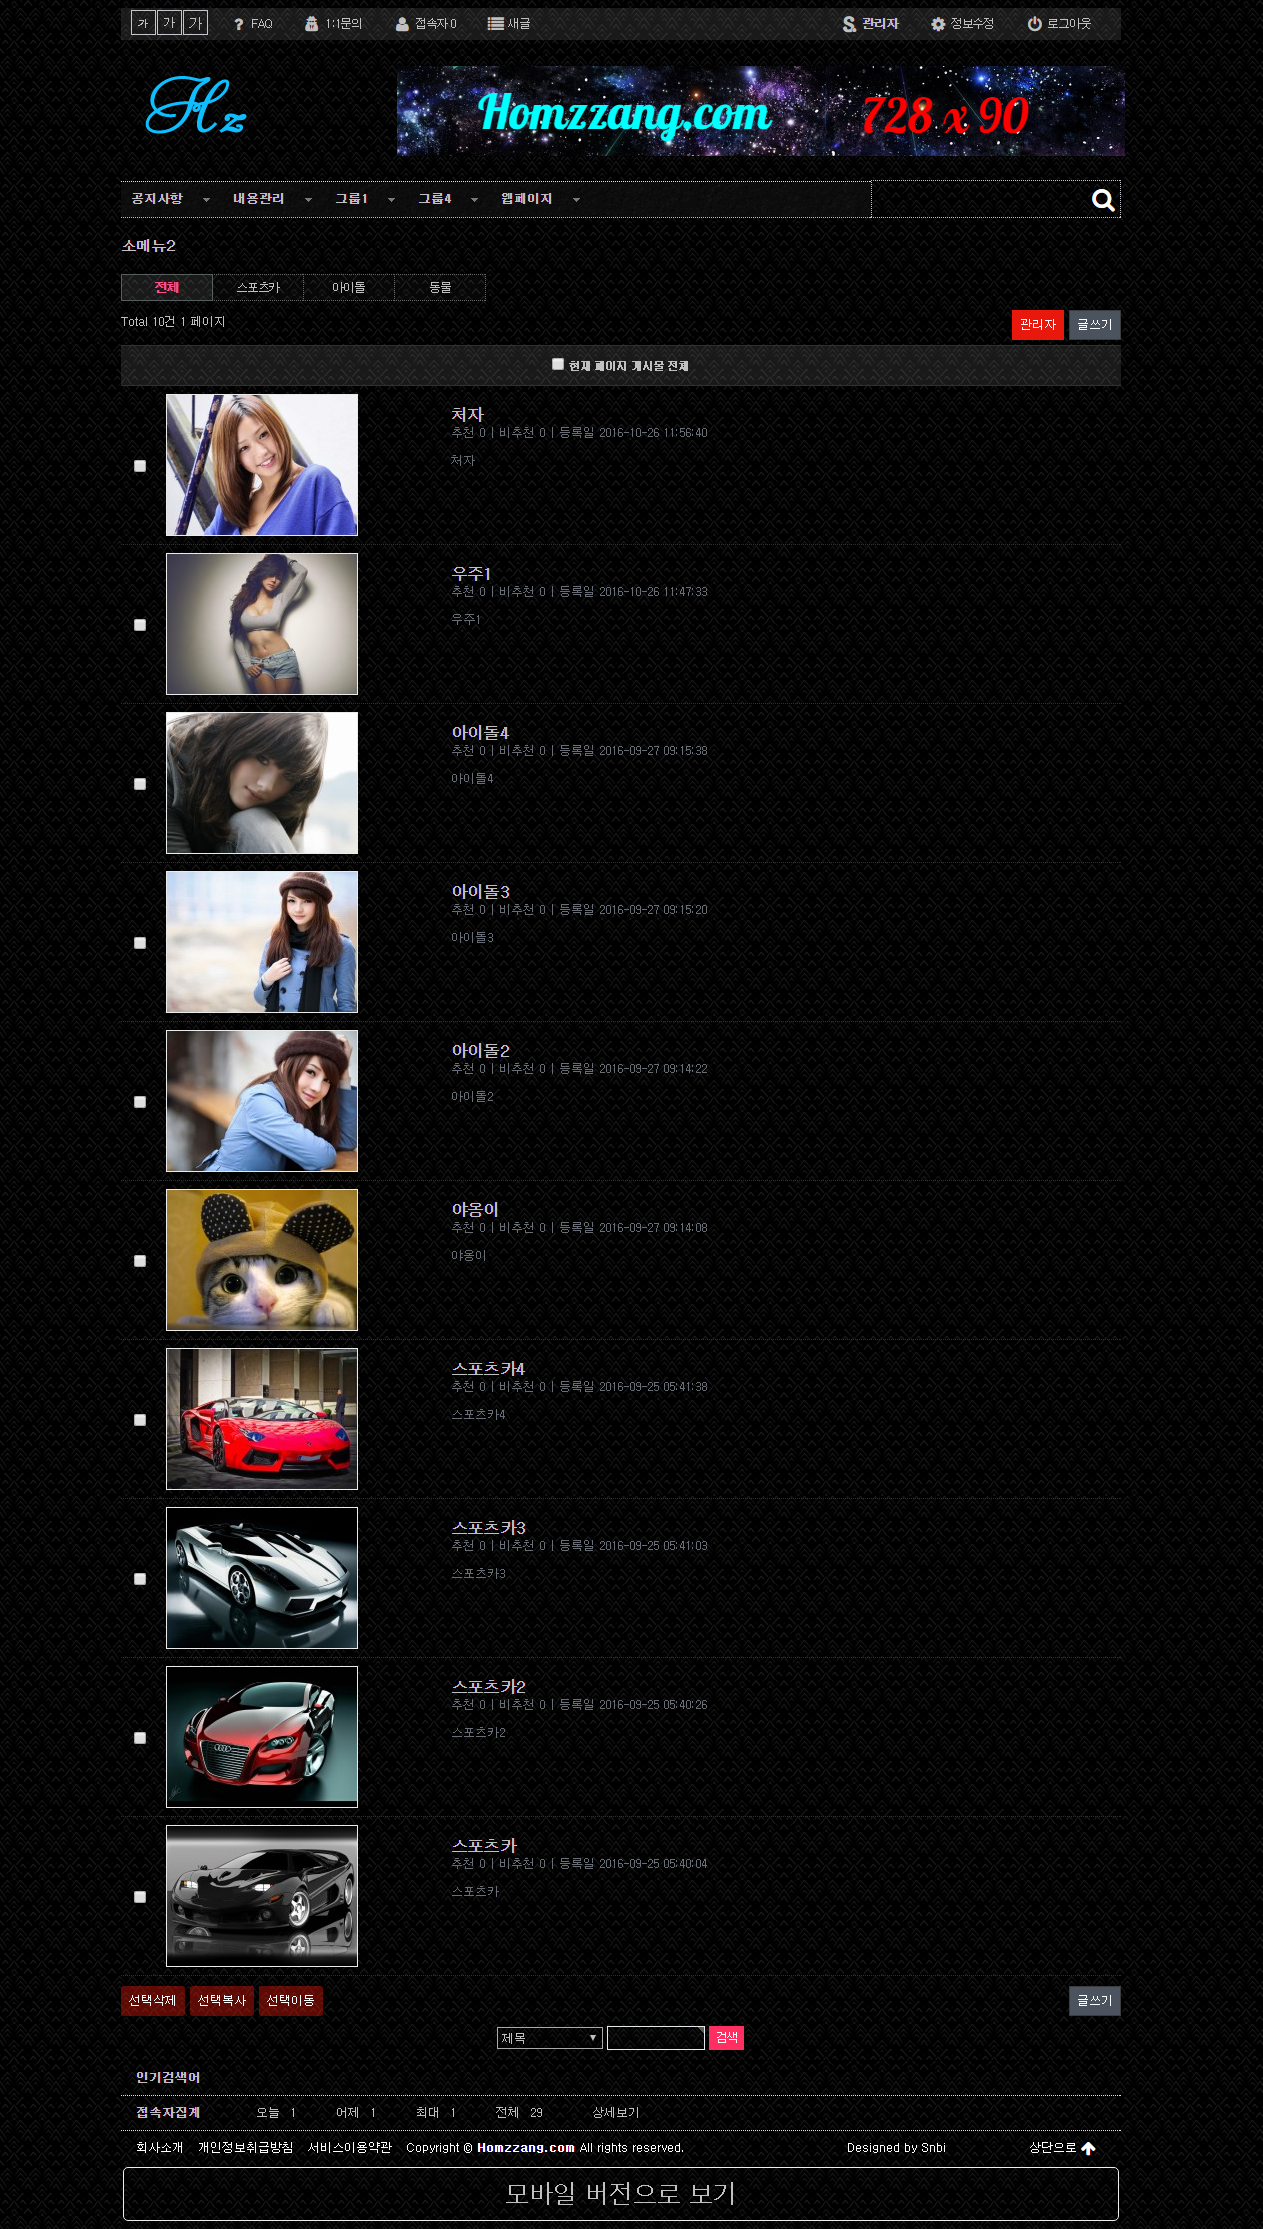 가 가 가 ? FAQ 1:1문의 접속자 0 새글 관리자 정보수정 로그아웃
Hz
Homzzang.com 728 x 90
공지사항 내용관리 그룹1 그룹4 웹페이지
소메뉴2
전체 스포츠카 아이돌 동물
Total 10건 1 페이지 관리자 글쓰기
현재 페이지 게시물 전체
처자
추천 0 | 비추천 0 | 등록일 2016-10-26 11:56:40
처자
우주1
추천 0 | 비추천 0 | 등록일 2016-10-26 11:47:33
우주1
아이돌4
추천 0 | 비추천 0 | 등록일 2016-09-27 09:15:38
아이돌4
아이돌3
추천 0 | 비추천 0 | 등록일 2016-09-27 09:15:20
아이돌3
아이돌2
추천 0 | 비추천 0 | 등록일 2016-09-27 09:14:22
아이돌2
야옹이
추천 0 | 비추천 0 | 등록일 2016-09-27 09:14:08
야옹이
스포츠카4
추천 0 | 비추천 0 | 등록일 2016-09-25 05:41:38
스포츠카4
스포츠카3
추천 0 | 비추천 0 | 등록일 2016-09-25 05:41:03
스포츠카3
스포츠카2
추천 0 | 비추천 0 | 등록일 2016-09-25 05:40:26
스포츠카2
스포츠카
추천 0 | 비추천 0 | 등록일 2016-09-25 05:40:04
스포츠카
선택삭제 선택복사 선택이동 글쓰기
제목 검색
인기검색어
접속자집계 오늘 1 어제 1 최대 1 전체 29 상세보기
회사소개 개인정보취급방침 서비스이용약관 Copyright © Homzzang.com All rights reserved. Designed by Snbi 상단으로
모바일 버전으로 보기